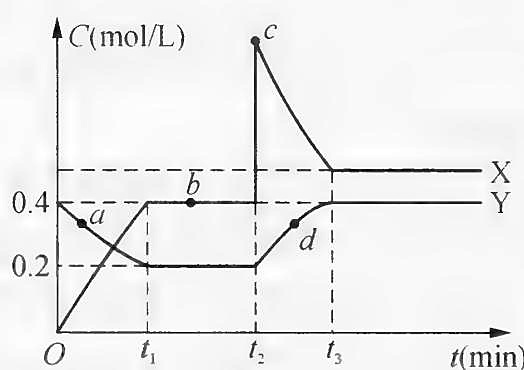 C(mol/L)
c
X
0.4
a
b
Y
d
0.2
O
t₁
t₂
t₃
t(min)